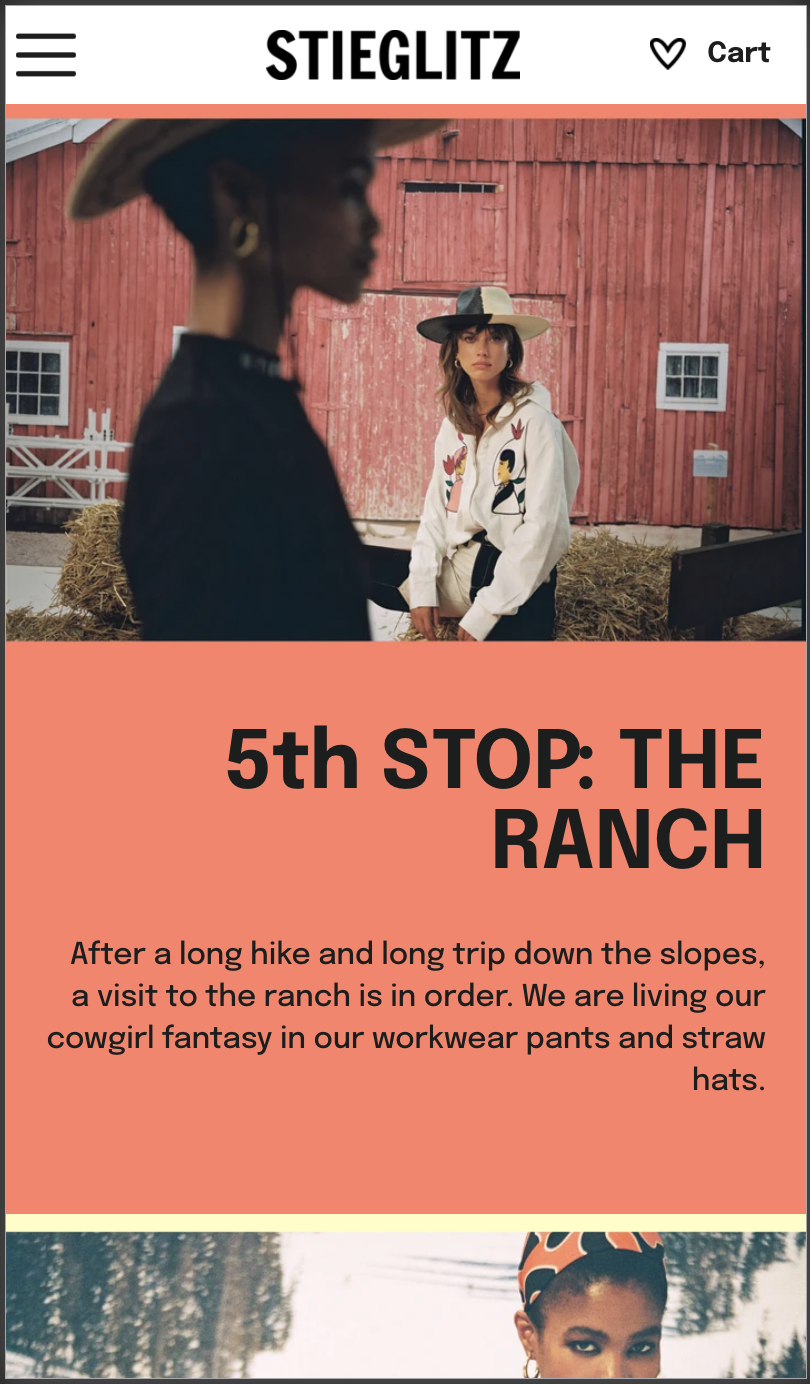 STIEGLITZ
Cart
5th STOP: THE
RANCH
After a long hike and long trip down the slopes,
a visit to the ranch is in order. We are living our
cowgirl fantasy in our workwear pants and straw
hats.